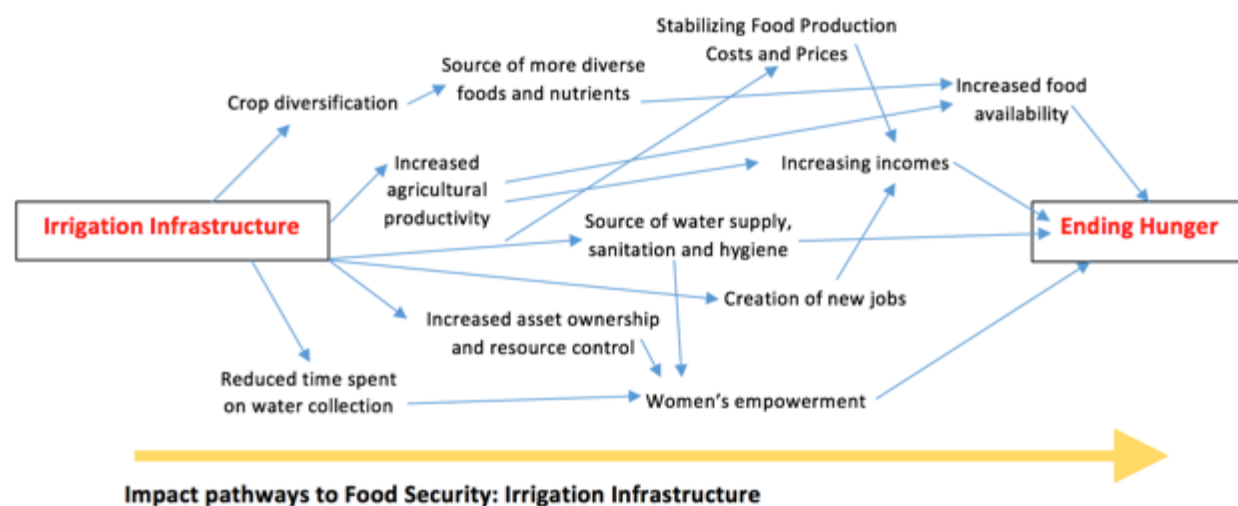 Stabilizing Food Production
Costs and Prices
Source of more diverse
foods and nutrients
Increased food
availability
Crop diversification
Increased
agricultural
productivity
Increasing incomes
Irrigation Infrastructure
Source of water supply,
sanitation and hygiene
Ending Hunger
Creation of new jobs
Increased asset ownership
and resource control
Reduced time spent
on water collection
Women’s empowerment
Impact pathways to Food Security: Irrigation Infrastructure